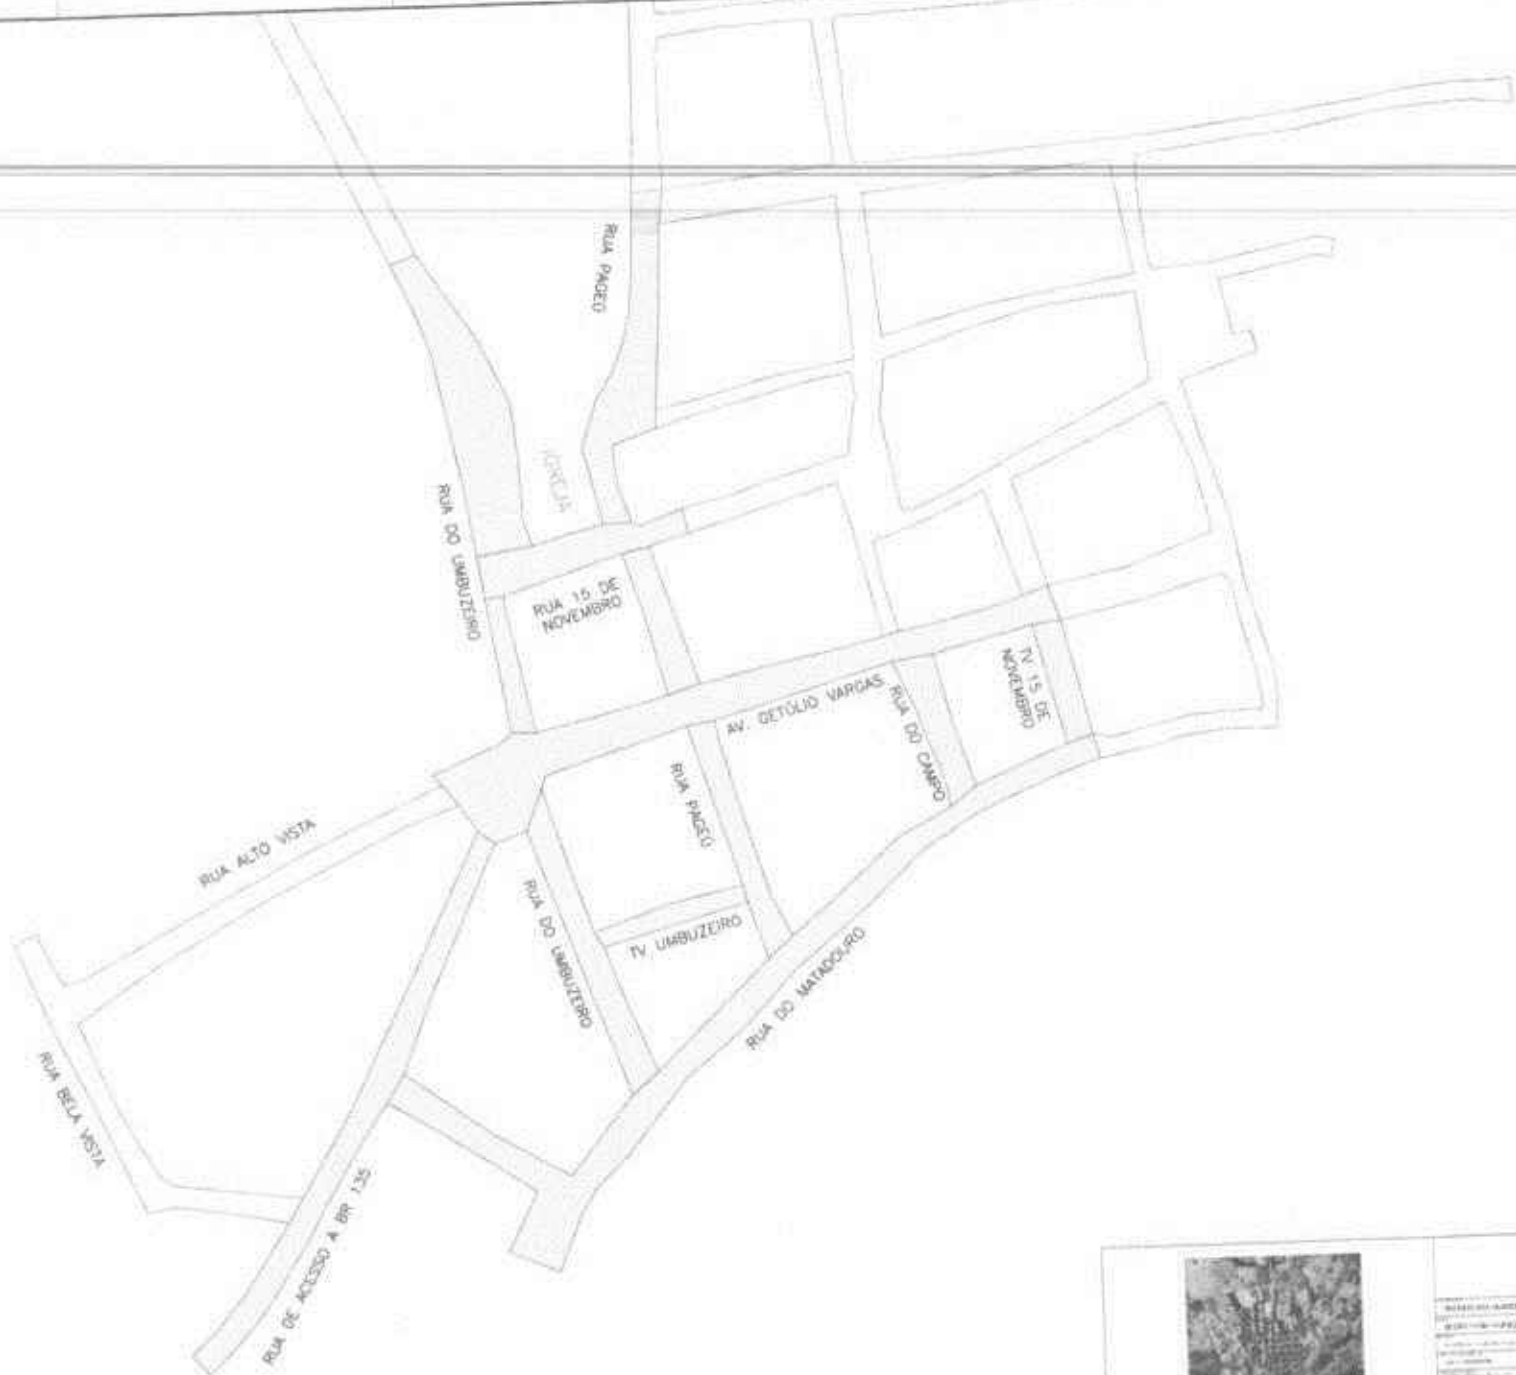 RUA PAGEÚ
IGREJA
RUA DO UMBUZEIRO
RUA 15 DE
NOVEMBRO
TV 15 DE
NOVEMBRO
AV. GETÚLIO VARGAS
RUA DO CAMPO
RUA PAGEÚ
RUA ALTO VISTA
RUA DO UMBUZEIRO
TV UMBUZEIRO
RUA DO MATADOURO
RUA BELA VISTA
RUA DE ACESSO A BR 135